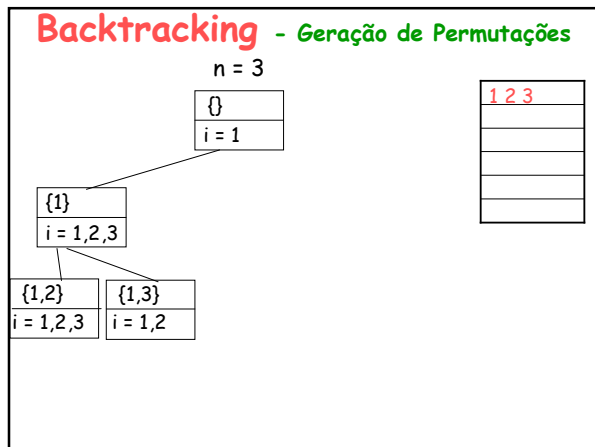 Backtracking - Geração de Permutações
n = 3
{}
i = 1
1 2 3
{1}
i = 1,2,3
{1,2}
i = 1,2,3
{1,3}
i = 1,2